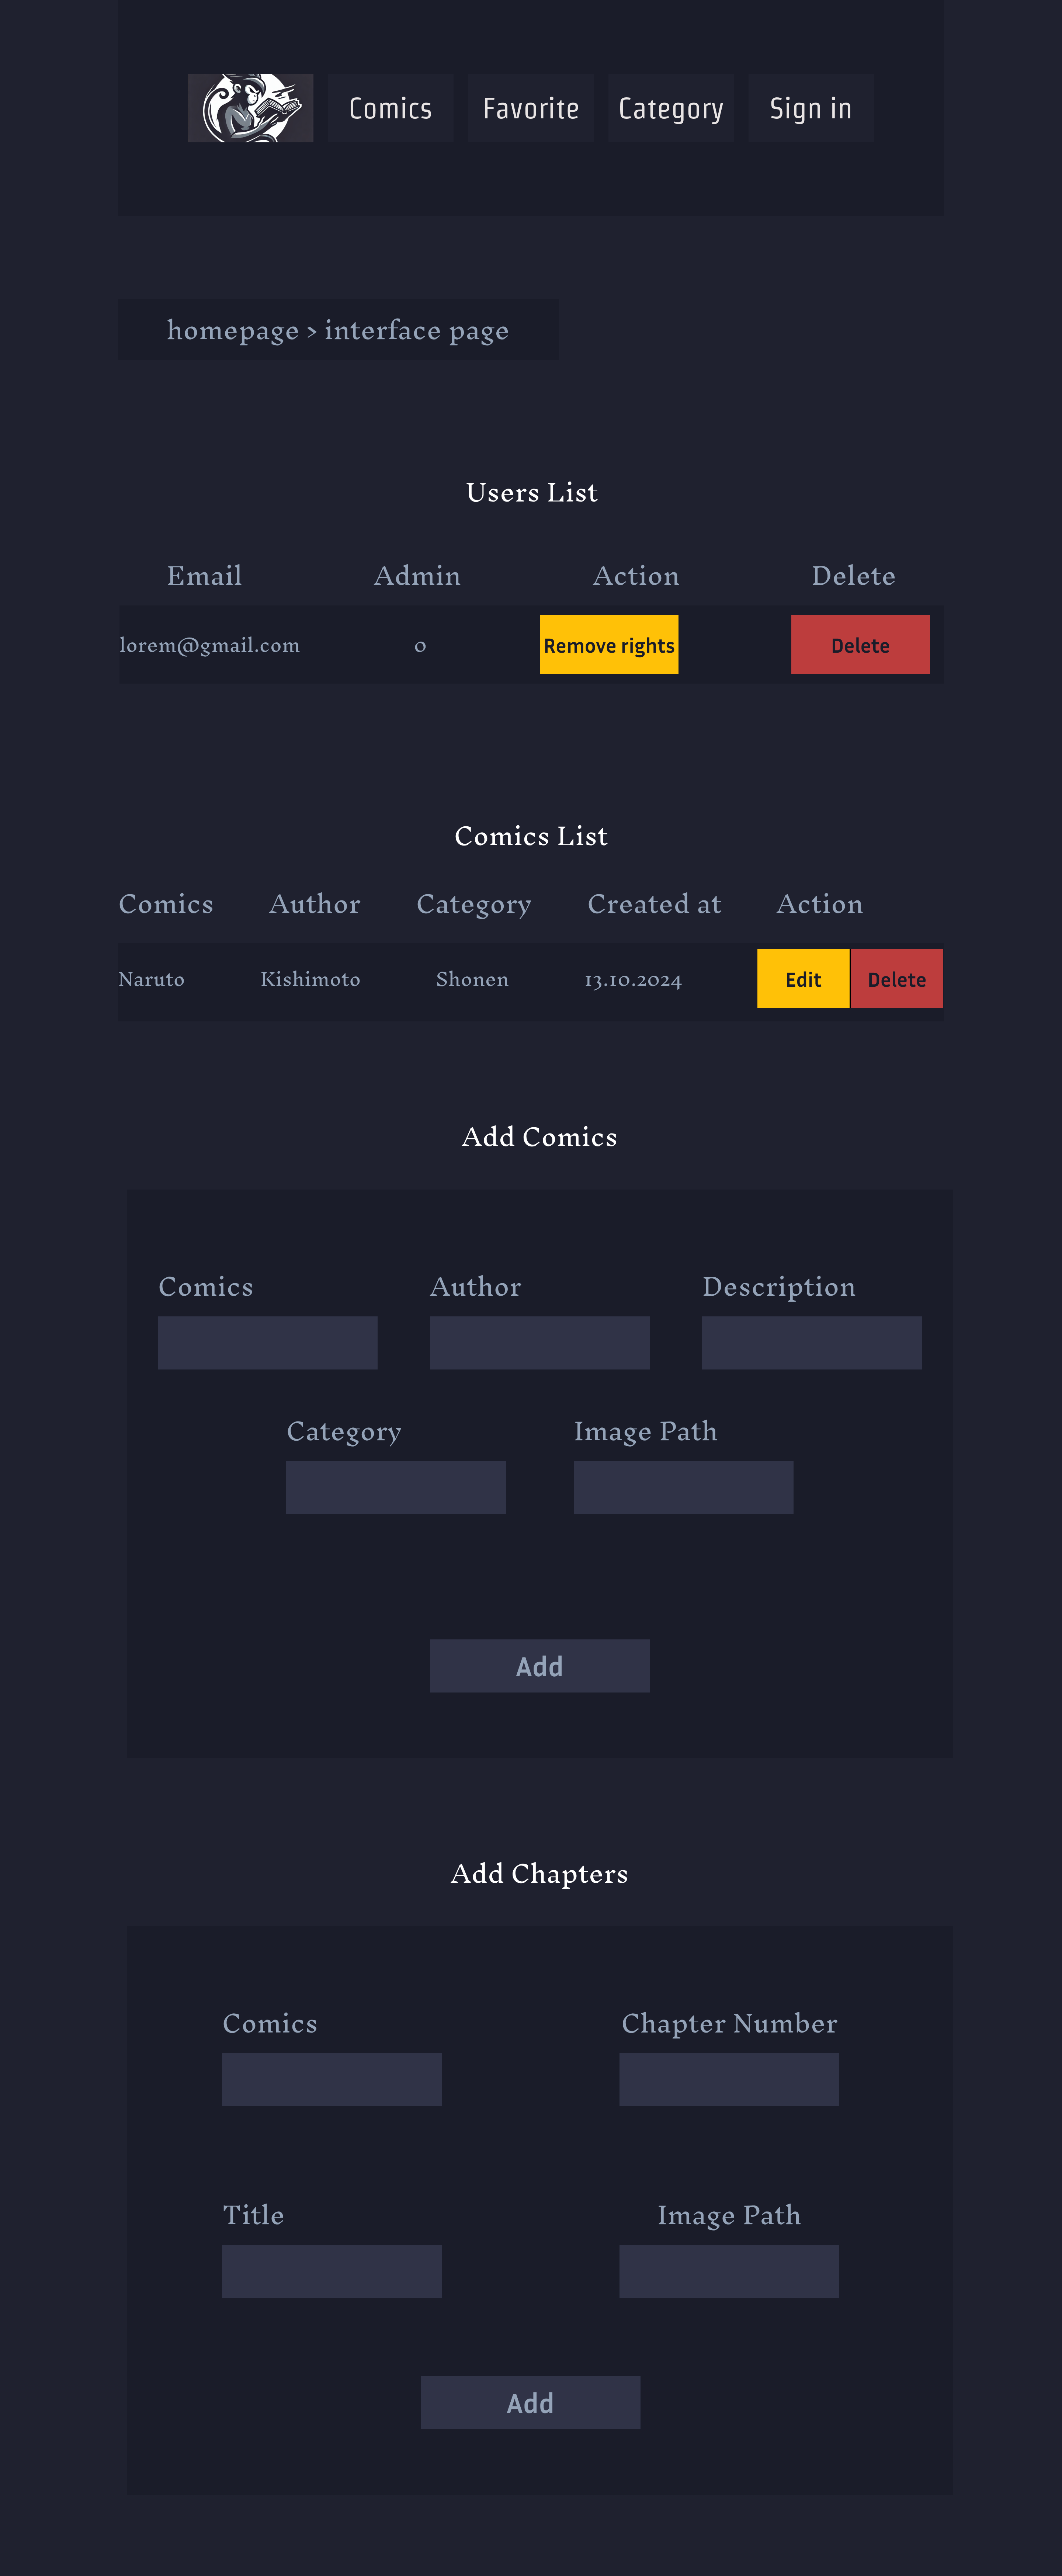 Comics Favorite Category Sign in
homepage > interface page
Users List
Email Admin Action Delete
lorem@gmail.com 0 Remove rights Delete
Comics List
Comics Author Category Created at Action
Naruto Kishimoto Shonen 13.10.2024 Edit Delete
Add Comics
Comics Author Description
Category Image Path
Add
Add Chapters
Comics Chapter Number
Title Image Path
Add